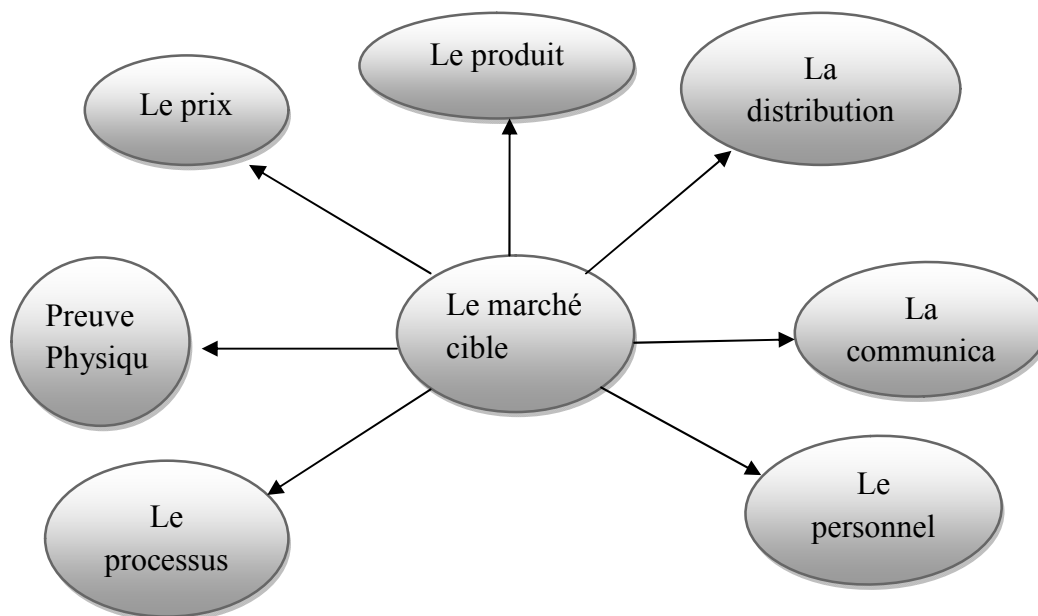 Le produit
La
distribution
Le prix
Le marché
cible
Preuve
Physiqu
La
communica
Le
personnel
Le
processus